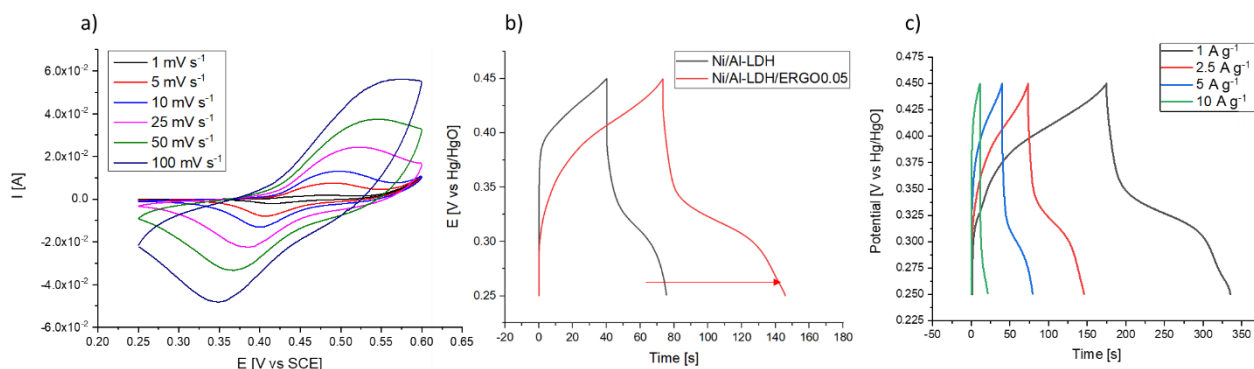 a)
1 mV s⁻¹
5 mV s⁻¹
10 mV s⁻¹
25 mV s⁻¹
50 mV s⁻¹
100 mV s⁻¹
6.0x10⁻²
4.0x10⁻²
2.0x10⁻²
0.0
-2.0x10⁻²
-4.0x10⁻²
-6.0x10⁻²
I [A]
0.20 0.25 0.30 0.35 0.40 0.45 0.50 0.55 0.60 0.65
E [V vs SCE]
b)
Ni/Al-LDH
Ni/Al-LDH/ERGO0.05
0.45
0.40
0.35
0.30
0.25
E [V vs Hg/HgO]
-20 0 20 40 60 80 100 120 140 160 180
Time [s]
c)
1 A g⁻¹
2.5 A g⁻¹
5 A g⁻¹
10 A g⁻¹
0.475
0.450
0.425
0.400
0.375
0.350
0.325
0.300
0.275
0.250
0.225
Potential [V vs Hg/HgO]
-50 0 50 100 150 200 250 300 350
Time [s]